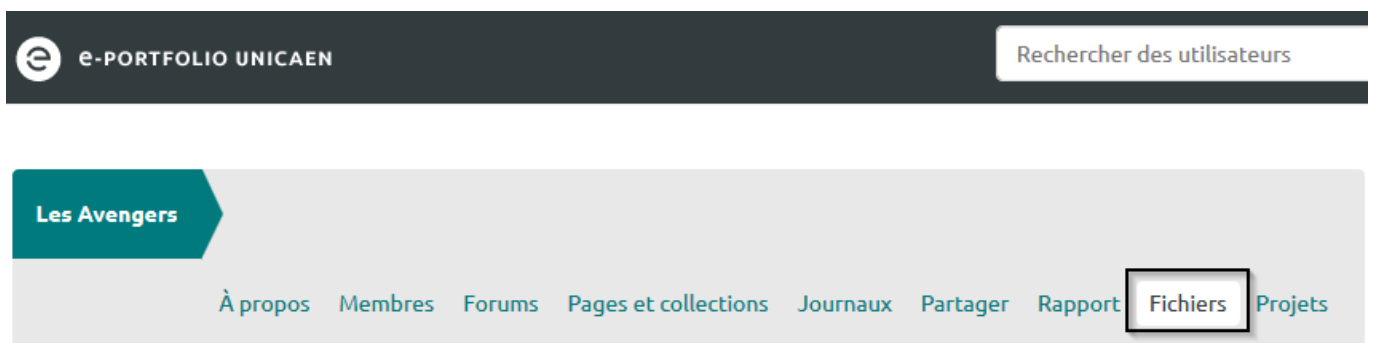 e-PORTFOLIO UNICAEN
Rechercher des utilisateurs
Les Avengers
À propos Membres Forums Pages et collections Journaux Partager Rapport Fichiers Projets